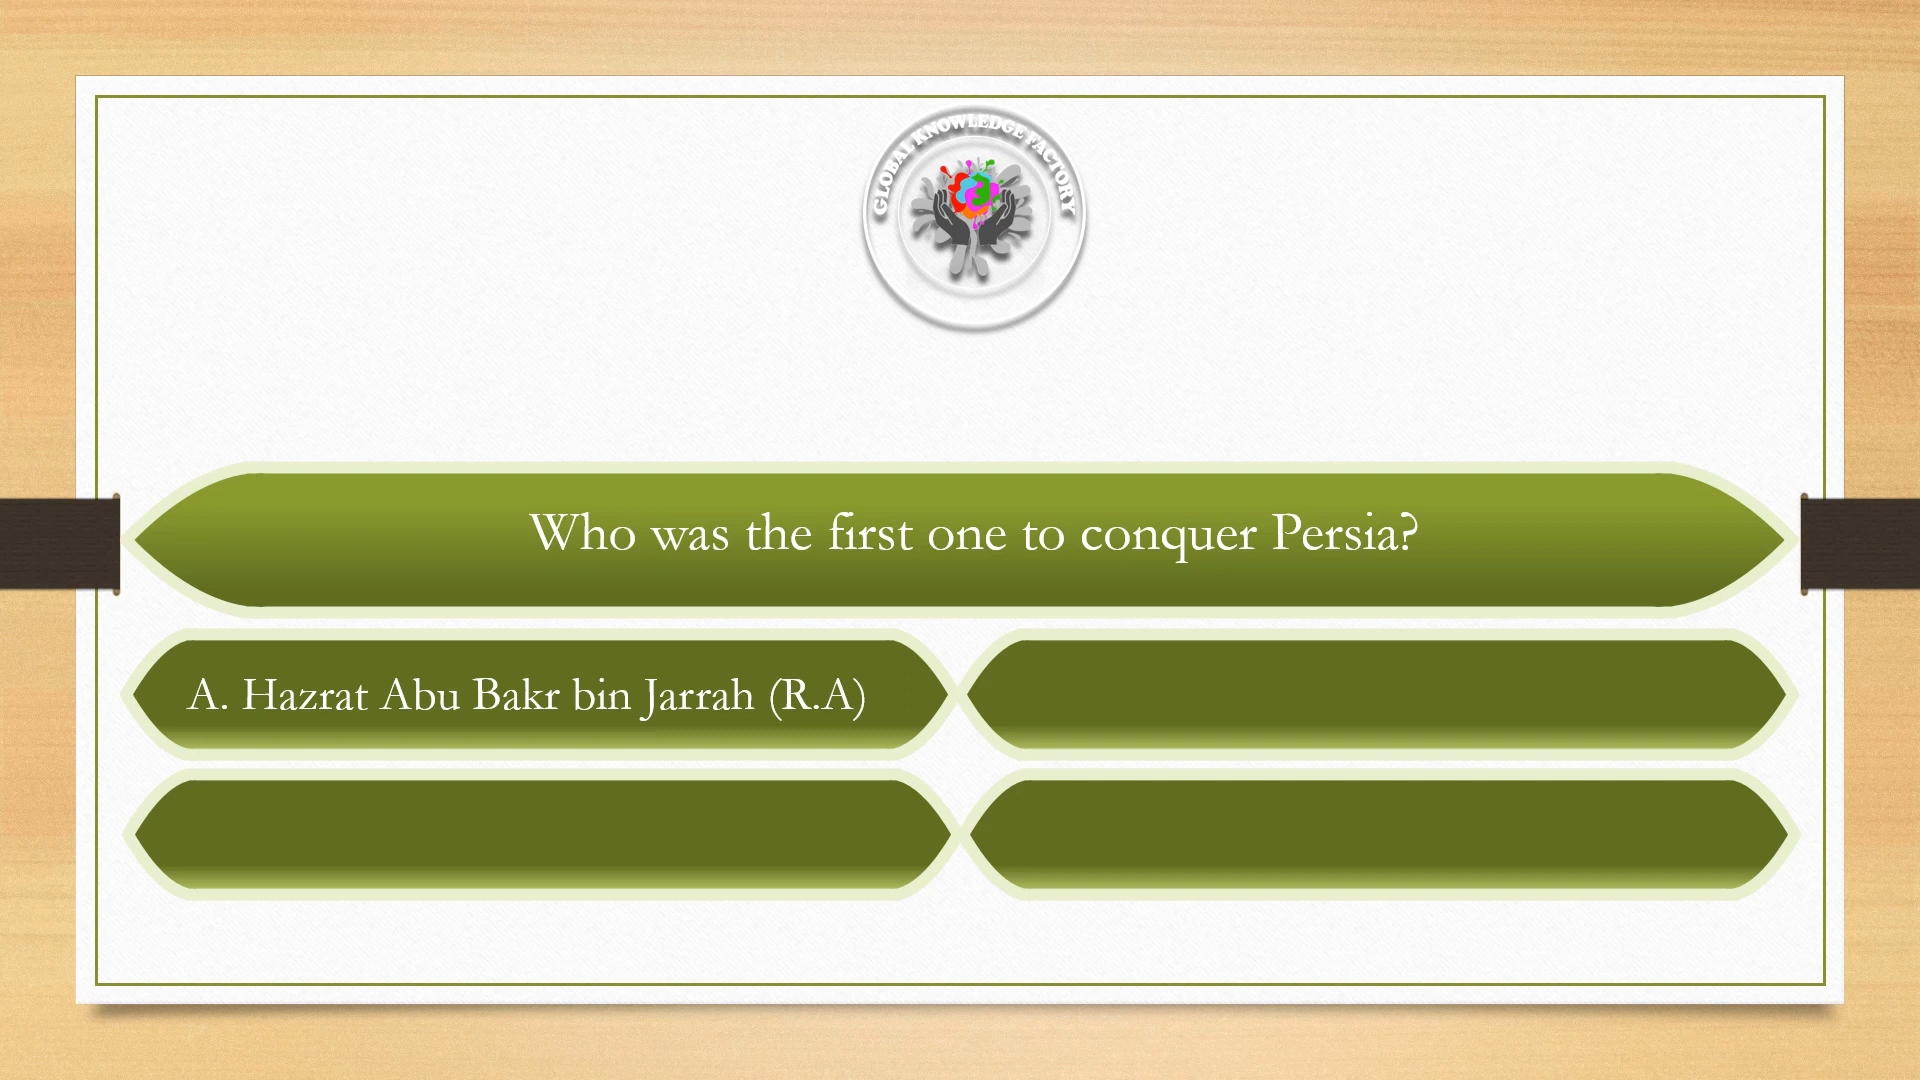 GLOBAL KNOWLEDGE FACTORY
Who was the first one to conquer Persia?
A. Hazrat Abu Bakr bin Jarrah (R.A)